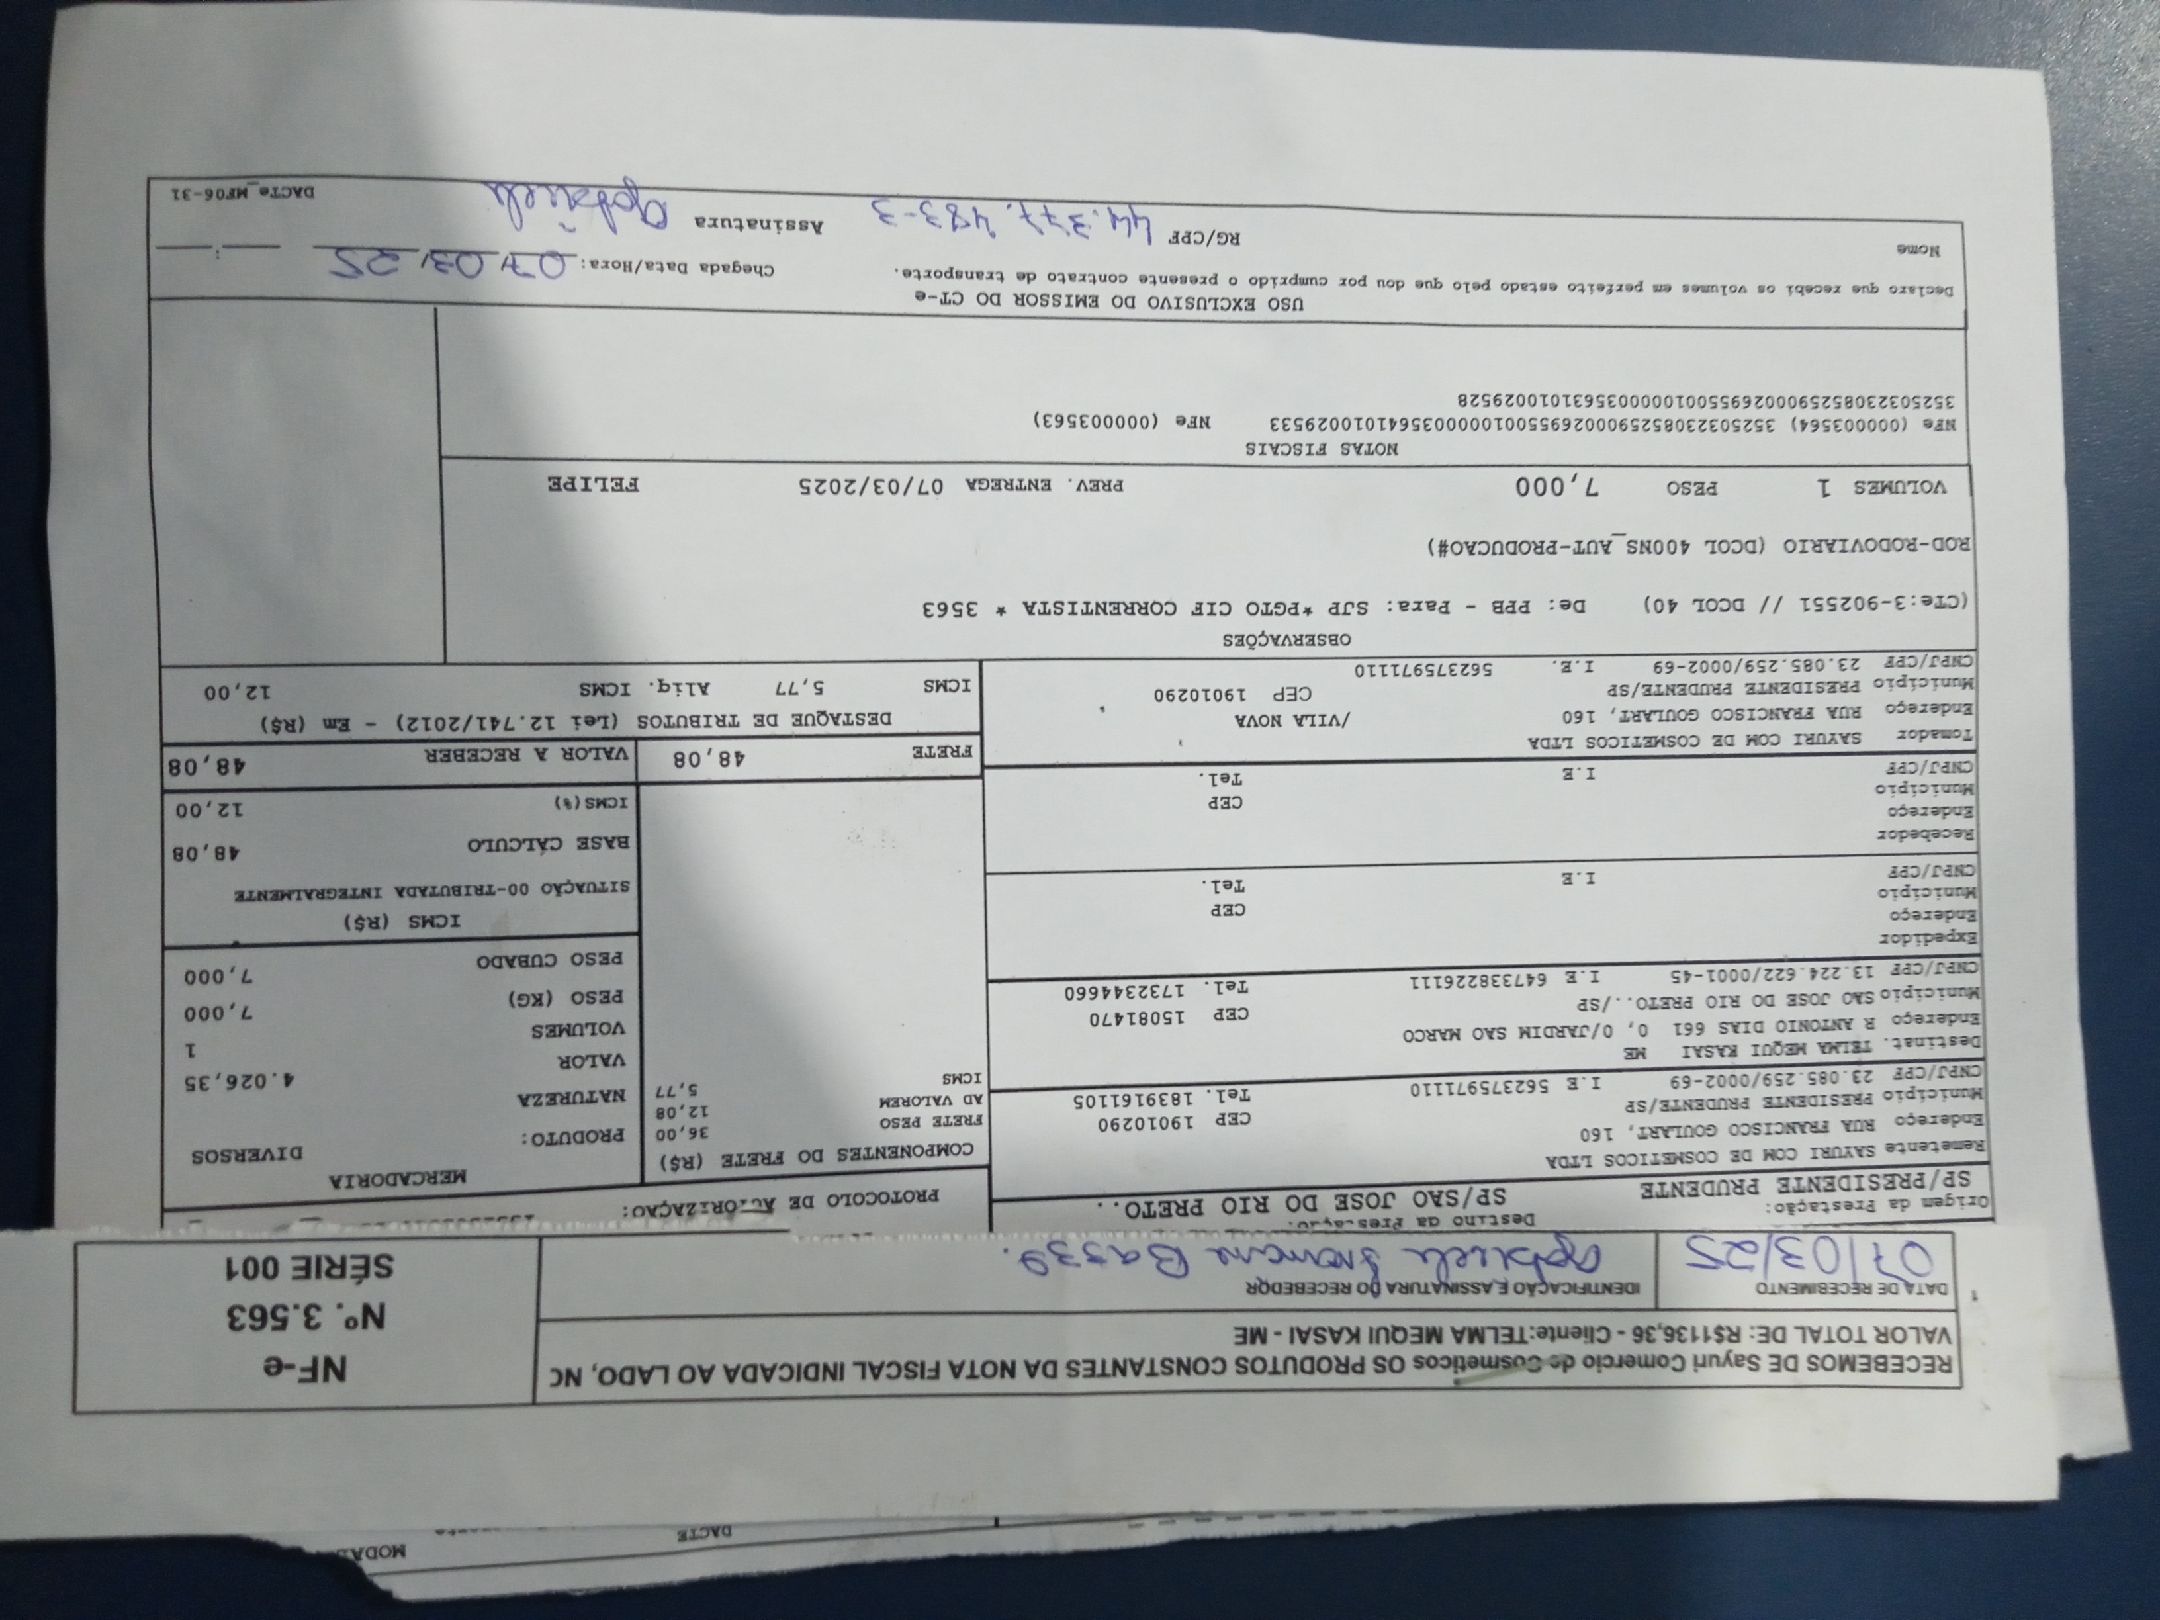 MODA
DACTE
RECEBEMOS DE Sayuri Comercio de Cosmeticos OS PRODUTOS CONSTANTES DA NOTA FISCAL INDICADA AO LADO, NC
VALOR TOTAL DE: R$1136,36 - Cliente:TELMA MEQUI KASAI - ME
NF-e
Nº. 3.563
SÉRIE 001
DATA DE RECEBIMENTO
07/03/25
IDENTIFICAÇÃO E ASSINATURA DO RECEBEDOR
Origem da Prestação:
SP/PRESIDENTE PRUDENTE
Destino da Prestação:
SP/SAO JOSE DO RIO PRETO..
PROTOCOLO DE AUTORIZAÇÃO:
Remetente SAYURI COM DE COSMETICOS LTDA
Endereço RUA FRANCISCO GOULART, 160
CEP 19010290
Município PRESIDENTE PRUDENTE/SP
Tel. 1839161105
CNPJ/CPF 23.085.259/0002-69 I.E 562375971110
Destinat. TELMA MEQUI KASAI ME
Endereço R ANTONIO DIAS 661 0, 0/JARDIM SAO MARCO
CEP 15081470
Município SAO JOSE DO RIO PRETO../SP
Tel. 1732344660
CNPJ/CPF 13.224.622/0001-45 I.E 647338226111
Expedidor
Endereço
Município CEP
CNPJ/CPF I.E Tel.
Recebedor
Endereço
Município CEP
CNPJ/CPF I.E Tel.
Tomador SAYURI COM DE COSMETICOS LTDA
Endereço RUA FRANCISCO GOULART, 160 /VILA NOVA
Município PRESIDENTE PRUDENTE/SP CEP 19010290
CNPJ/CPF 23.085.259/0002-69 I.E. 562375971110
COMPONENTES DO FRETE (R$)
FRETE PESO 36,00
AD VALOREM 12,08
ICMS 5,77
MERCADORIA
PRODUTO: DIVERSOS
NATUREZA
VALOR 4.026,35
VOLUMES 1
PESO (KG) 7,000
PESO CUBADO 7,000
ICMS (R$)
SITUAÇÃO 00-TRIBUTADA INTEGRALMENTE
BASE CÁLCULO 48,08
ICMS(%) 12,00
FRETE 48,08
VALOR A RECEBER 48,08
DESTAQUE DE TRIBUTOS (Lei 12.741/2012) - Em (R$)
ICMS 5,77 Aliq. ICMS 12,00
OBSERVAÇÕES
(CTe:3-902551 // DCOL 40) De: PPB - Para: SJP *PGTO CIF CORRENTISTA * 3563
ROD-RODOVIARIO (DCOL 400NS_AUT-PRODUCAO#)
VOLUMES 1 PESO 7,000 PREV. ENTREGA 07/03/2025 FELIPE
NOTAS FISCAIS
NFe (000003564) 35250323085259000269550010000035641010029533 NFe (000003563)
35250323085259000269550010000035631010029528
USO EXCLUSIVO DO EMISSOR DO CT-e
Declaro que recebi os volumes em perfeito estado pelo que dou por cumprido o presente contrato de transporte.
Chegada Data/Hora: 07/03/25 __:__
Nome
RG/CPF 44.377.483-3
Assinatura
DACTe_MF06-31